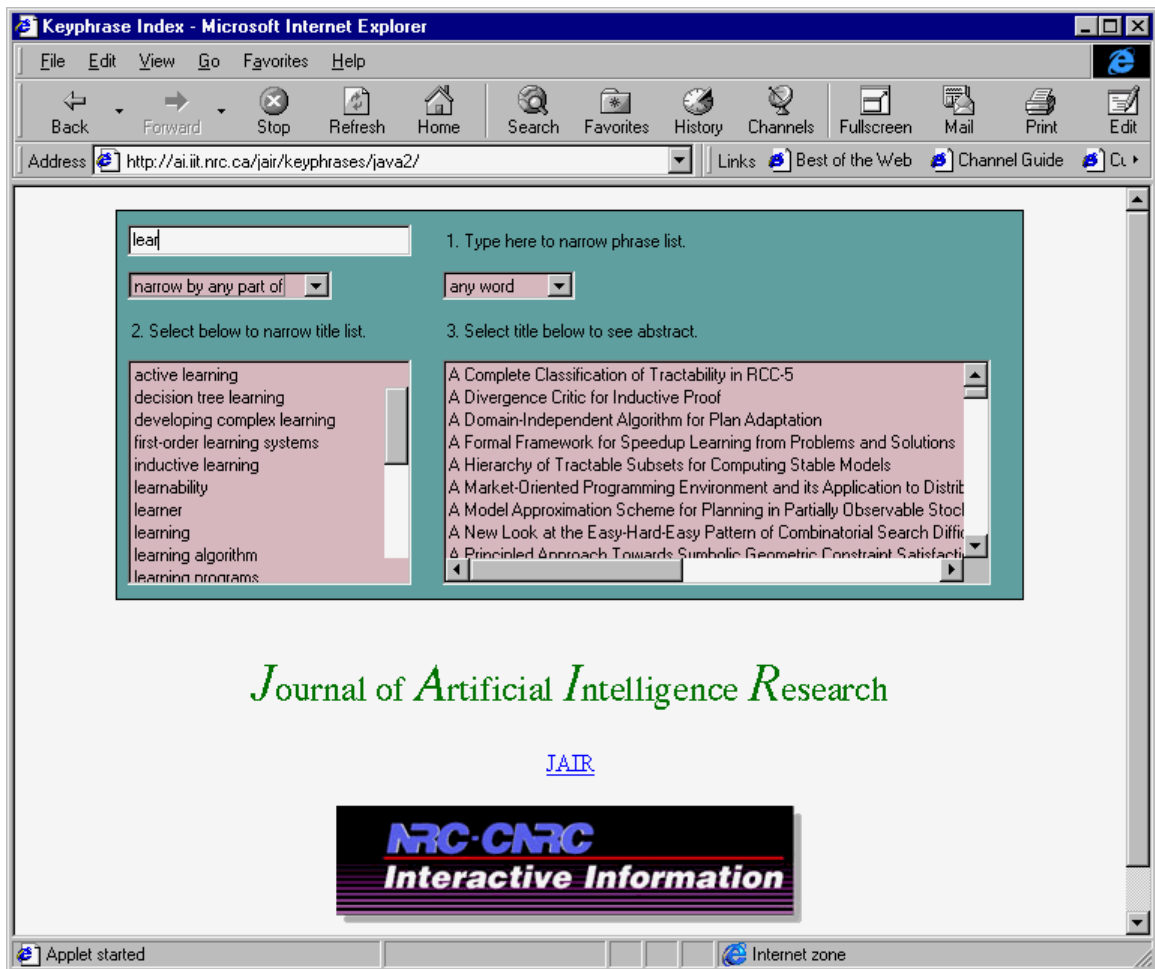 Keyphrase Index - Microsoft Internet Explorer
File Edit View Go Favorites Help
Back Forward Stop Refresh Home Search Favorites History Channels Fullscreen Mail Print Edit
Address http://ai.iit.nrc.ca/jair/keyphrases/java2/ Links Best of the Web Channel Guide
lear 1. Type here to narrow phrase list.
narrow by any part of any word
2. Select below to narrow title list. 3. Select title below to see abstract.
active learning
decision tree learning
developing complex learning
first-order learning systems
inductive learning
learnability
learner
learning
learning algorithm
learning programs
A Complete Classification of Tractability in RCC-5
A Divergence Critic for Inductive Proof
A Domain-Independent Algorithm for Plan Adaptation
A Formal Framework for Speedup Learning from Problems and Solutions
A Hierarchy of Tractable Subsets for Computing Stable Models
A Market-Oriented Programming Environment and its Application to Distrib
A Model Approximation Scheme for Planning in Partially Observable Stoc
A New Look at the Easy-Hard-Easy Pattern of Combinatorial Search Diffic
A Principled Approach Towards Symbolic Geometric Constraint Satisfacti
Journal of Artificial Intelligence Research
JAIR
NRC-CNRC
Interactive Information
Applet started Internet zone